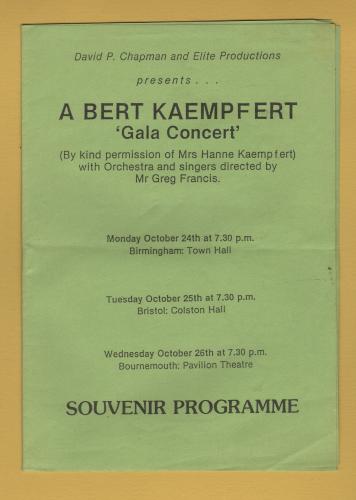 David P. Chapman and Elite Productions
presents . . .
A BERT KAEMPFERT
‘Gala Concert’
(By kind permission of Mrs Hanne Kaempfert)
with Orchestra and singers directed by
Mr Greg Francis.
Monday October 24th at 7.30 p.m.
Birmingham: Town Hall
Tuesday October 25th at 7.30 p.m.
Bristol: Colston Hall
Wednesday October 26th at 7.30 p.m.
Bournemouth: Pavilion Theatre
SOUVENIR PROGRAMME